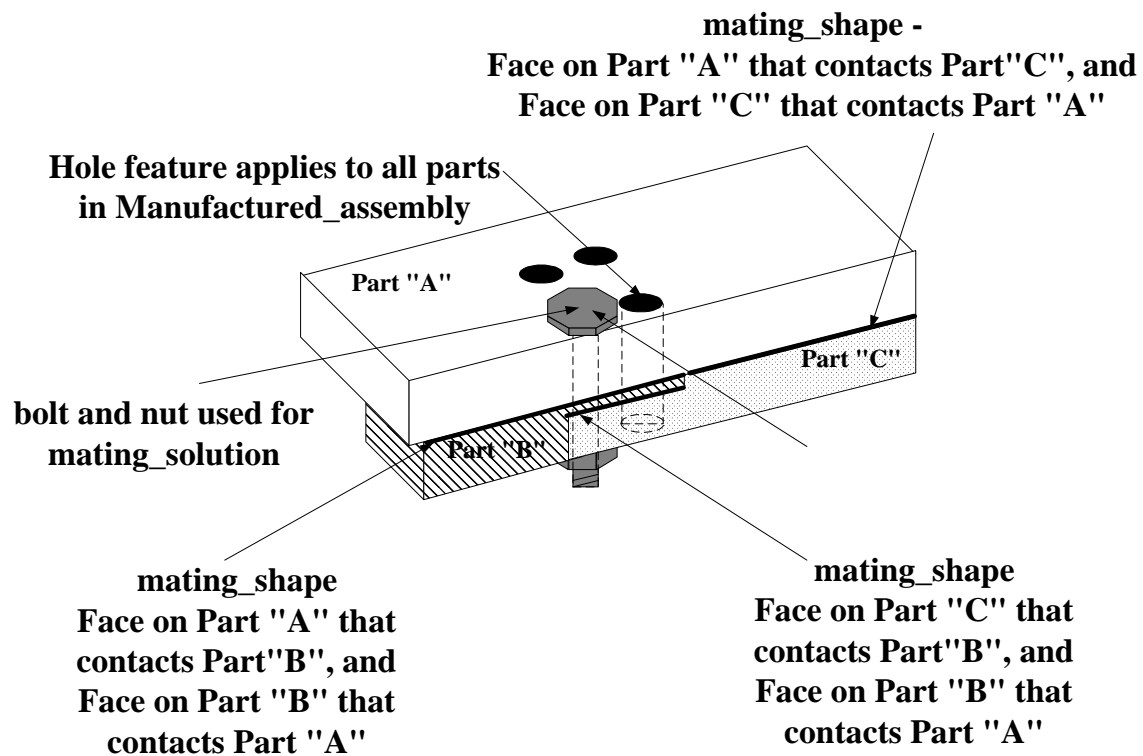 mating_shape -
Face on Part "A" that contacts Part"C", and
Face on Part "C" that contacts Part "A"
Hole feature applies to all parts
in Manufactured_assembly
Part "A"
Part "C"
bolt and nut used for
mating_solution
Part "B"
mating_shape
Face on Part "A" that
contacts Part"B", and
Face on Part "B" that
contacts Part "A"
mating_shape
Face on Part "C" that
contacts Part"B", and
Face on Part "B" that
contacts Part "A"